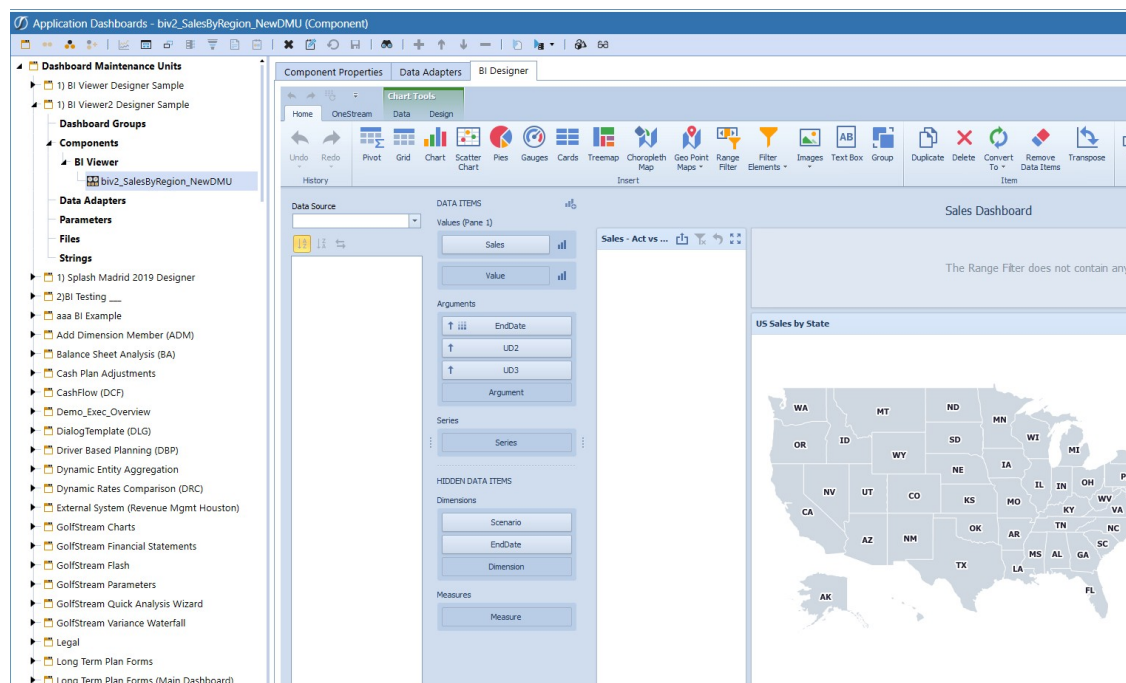 Application Dashboards - biv2_SalesByRegion_NewDMU (Component)
Dashboard Maintenance Units
1) BI Viewer Designer Sample
1) BI Viewer2 Designer Sample
Dashboard Groups
Components
BI Viewer
biv2_SalesByRegion_NewDMU
Data Adapters
Parameters
Files
Strings
1) Splash Madrid 2019 Designer
2)BI Testing __
aaa BI Example
Add Dimension Member (ADM)
Balance Sheet Analysis (BA)
Cash Plan Adjustments
CashFlow (DCF)
Demo_Exec_Overview
DialogTemplate (DLG)
Driver Based Planning (DBP)
Dynamic Entity Aggregation
Dynamic Rates Comparison (DRC)
External System (Revenue Mgmt Houston)
GolfStream Charts
GolfStream Financial Statements
GolfStream Flash
GolfStream Parameters
GolfStream Quick Analysis Wizard
GolfStream Variance Waterfall
Legal
Long Term Plan Forms
Long Term Plan Forms (Main Dashboard)
Component Properties Data Adapters BI Designer
Chart Tools
Home OneStream Data Design
Undo Redo Pivot Grid Chart Scatter Chart Pies Gauges Cards Treemap Choropleth Map Geo Point Maps Range Filter Filter Elements Images Text Box Group Duplicate Delete Convert To Remove Data Items Transpose
History Insert Item
Data Source
DATA ITEMS
Values (Pane 1)
Sales
Value
Arguments
EndDate
UD2
UD3
Argument
Series
Series
HIDDEN DATA ITEMS
Dimensions
Scenario
EndDate
Dimension
Measures
Measure
Sales Dashboard
Sales - Act vs ...
The Range Filter does not contain any
US Sales by State
WA MT ND MN
OR ID SD WI MI
WY NE IA
NV UT CO IL IN OH P
CA KS MO KY WV VA
AZ NM OK AR TN NC
MS AL GA SC
TX LA
AK FL